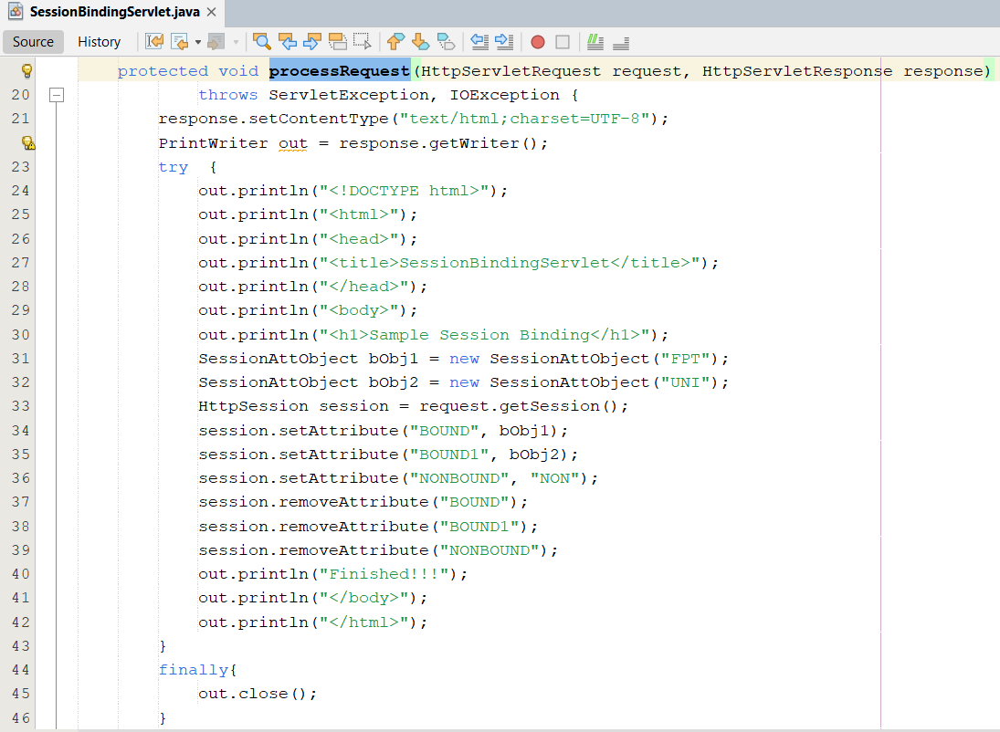 SessionBindingServlet.java
Source History
protected void processRequest(HttpServletRequest request, HttpServletResponse response)
20 throws ServletException, IOException {
21 response.setContentType("text/html;charset=UTF-8");
PrintWriter out = response.getWriter();
23 try {
24 out.println("<!DOCTYPE html>");
25 out.println("<html>");
26 out.println("<head>");
27 out.println("<title>SessionBindingServlet</title>");
28 out.println("</head>");
29 out.println("<body>");
30 out.println("<h1>Sample Session Binding</h1>");
31 SessionAttObject bObj1 = new SessionAttObject("FPT");
32 SessionAttObject bObj2 = new SessionAttObject("UNI");
33 HttpSession session = request.getSession();
34 session.setAttribute("BOUND", bObj1);
35 session.setAttribute("BOUND1", bObj2);
36 session.setAttribute("NONBOUND", "NON");
37 session.removeAttribute("BOUND");
38 session.removeAttribute("BOUND1");
39 session.removeAttribute("NONBOUND");
40 out.println("Finished!!!");
41 out.println("</body>");
42 out.println("</html>");
43 }
44 finally{
45 out.close();
46 }